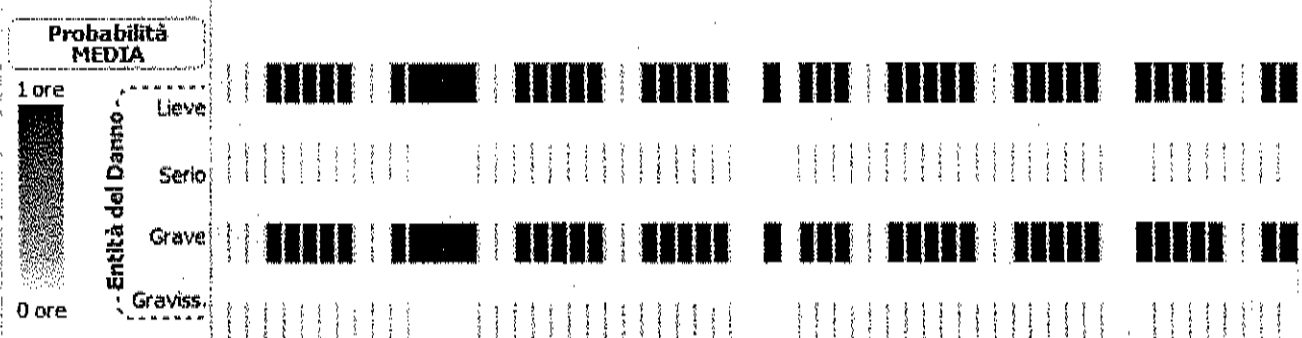 Probabilità
MEDIA
1 ore
Lieve
Serio
Entità del Danno
Grave
Graviss.
0 ore